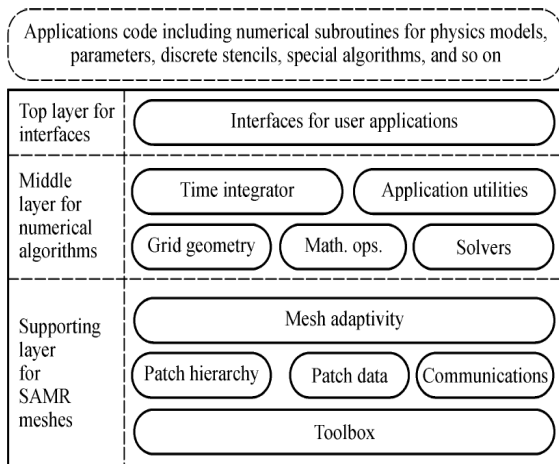 Applications code including numerical subroutines for physics models,
parameters, discrete stencils, special algorithms, and so on
Top layer for
interfaces
Interfaces for user applications
Middle
layer for
numerical
algorithms
Time integrator
Application utilities
Grid geometry
Math. ops.
Solvers
Supporting
layer
for
SAMR
meshes
Mesh adaptivity
Patch hierarchy
Patch data
Communications
Toolbox